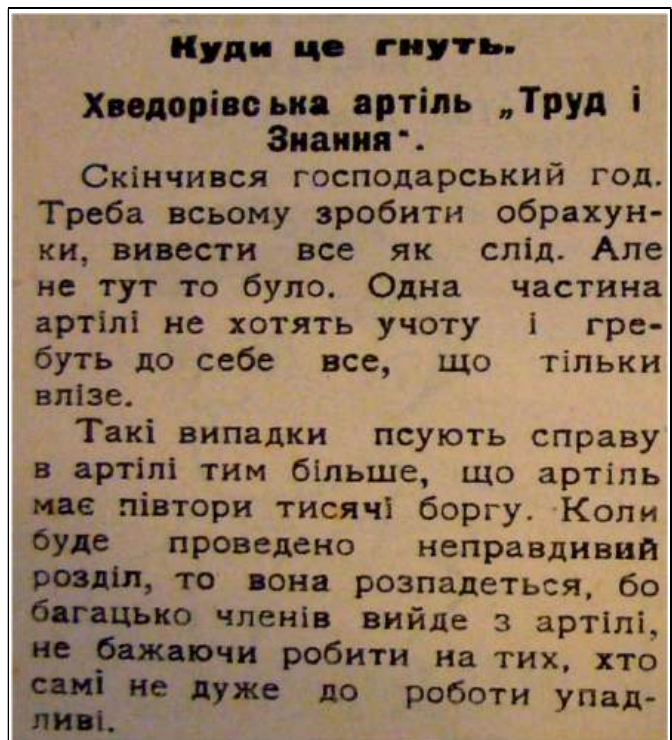 Куди це гнуть.
Хведорівська артіль „Труд і
Знання".
Скінчився господарський год.
Треба всьому зробити обрахун-
ки, вивести все як слід. Але
не тут то було. Одна частина
артілі не хотять учоту і гре-
буть до себе все, що тільки
влізе.
Такі випадки псують справу
в артілі тим більше, що артіль
має півтори тисячі боргу. Коли
буде проведено неправдивий
розділ, то вона розпадеться, бо
багацько членів вийде з артілі,
не бажаючи робити на тих, хто
самі не дуже до роботи упад-
ливі.